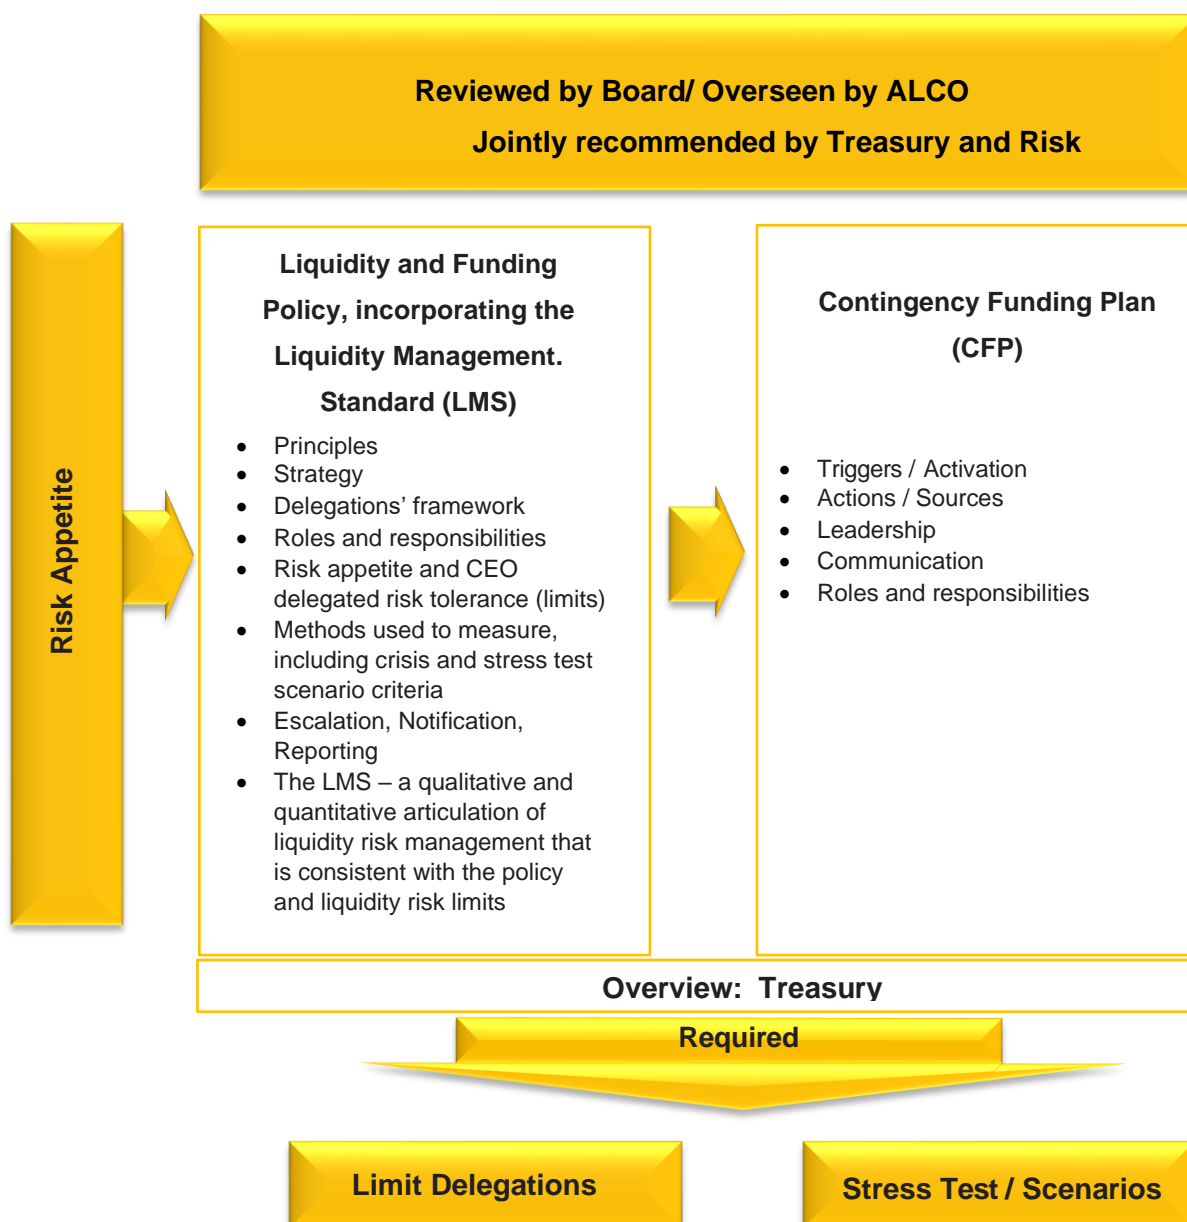 Reviewed by Board/ Overseen by ALCO
Jointly recommended by Treasury and Risk
Risk Appetite
Liquidity and Funding
Policy, incorporating the
Liquidity Management.
Standard (LMS)
• Principles
• Strategy
• Delegations’ framework
• Roles and responsibilities
• Risk appetite and CEO
delegated risk tolerance (limits)
• Methods used to measure,
including crisis and stress test
scenario criteria
• Escalation, Notification,
Reporting
• The LMS – a qualitative and
quantitative articulation of
liquidity risk management that
is consistent with the policy
and liquidity risk limits
Contingency Funding Plan
(CFP)
• Triggers / Activation
• Actions / Sources
• Leadership
• Communication
• Roles and responsibilities
Overview: Treasury
Required
Limit Delegations
Stress Test / Scenarios